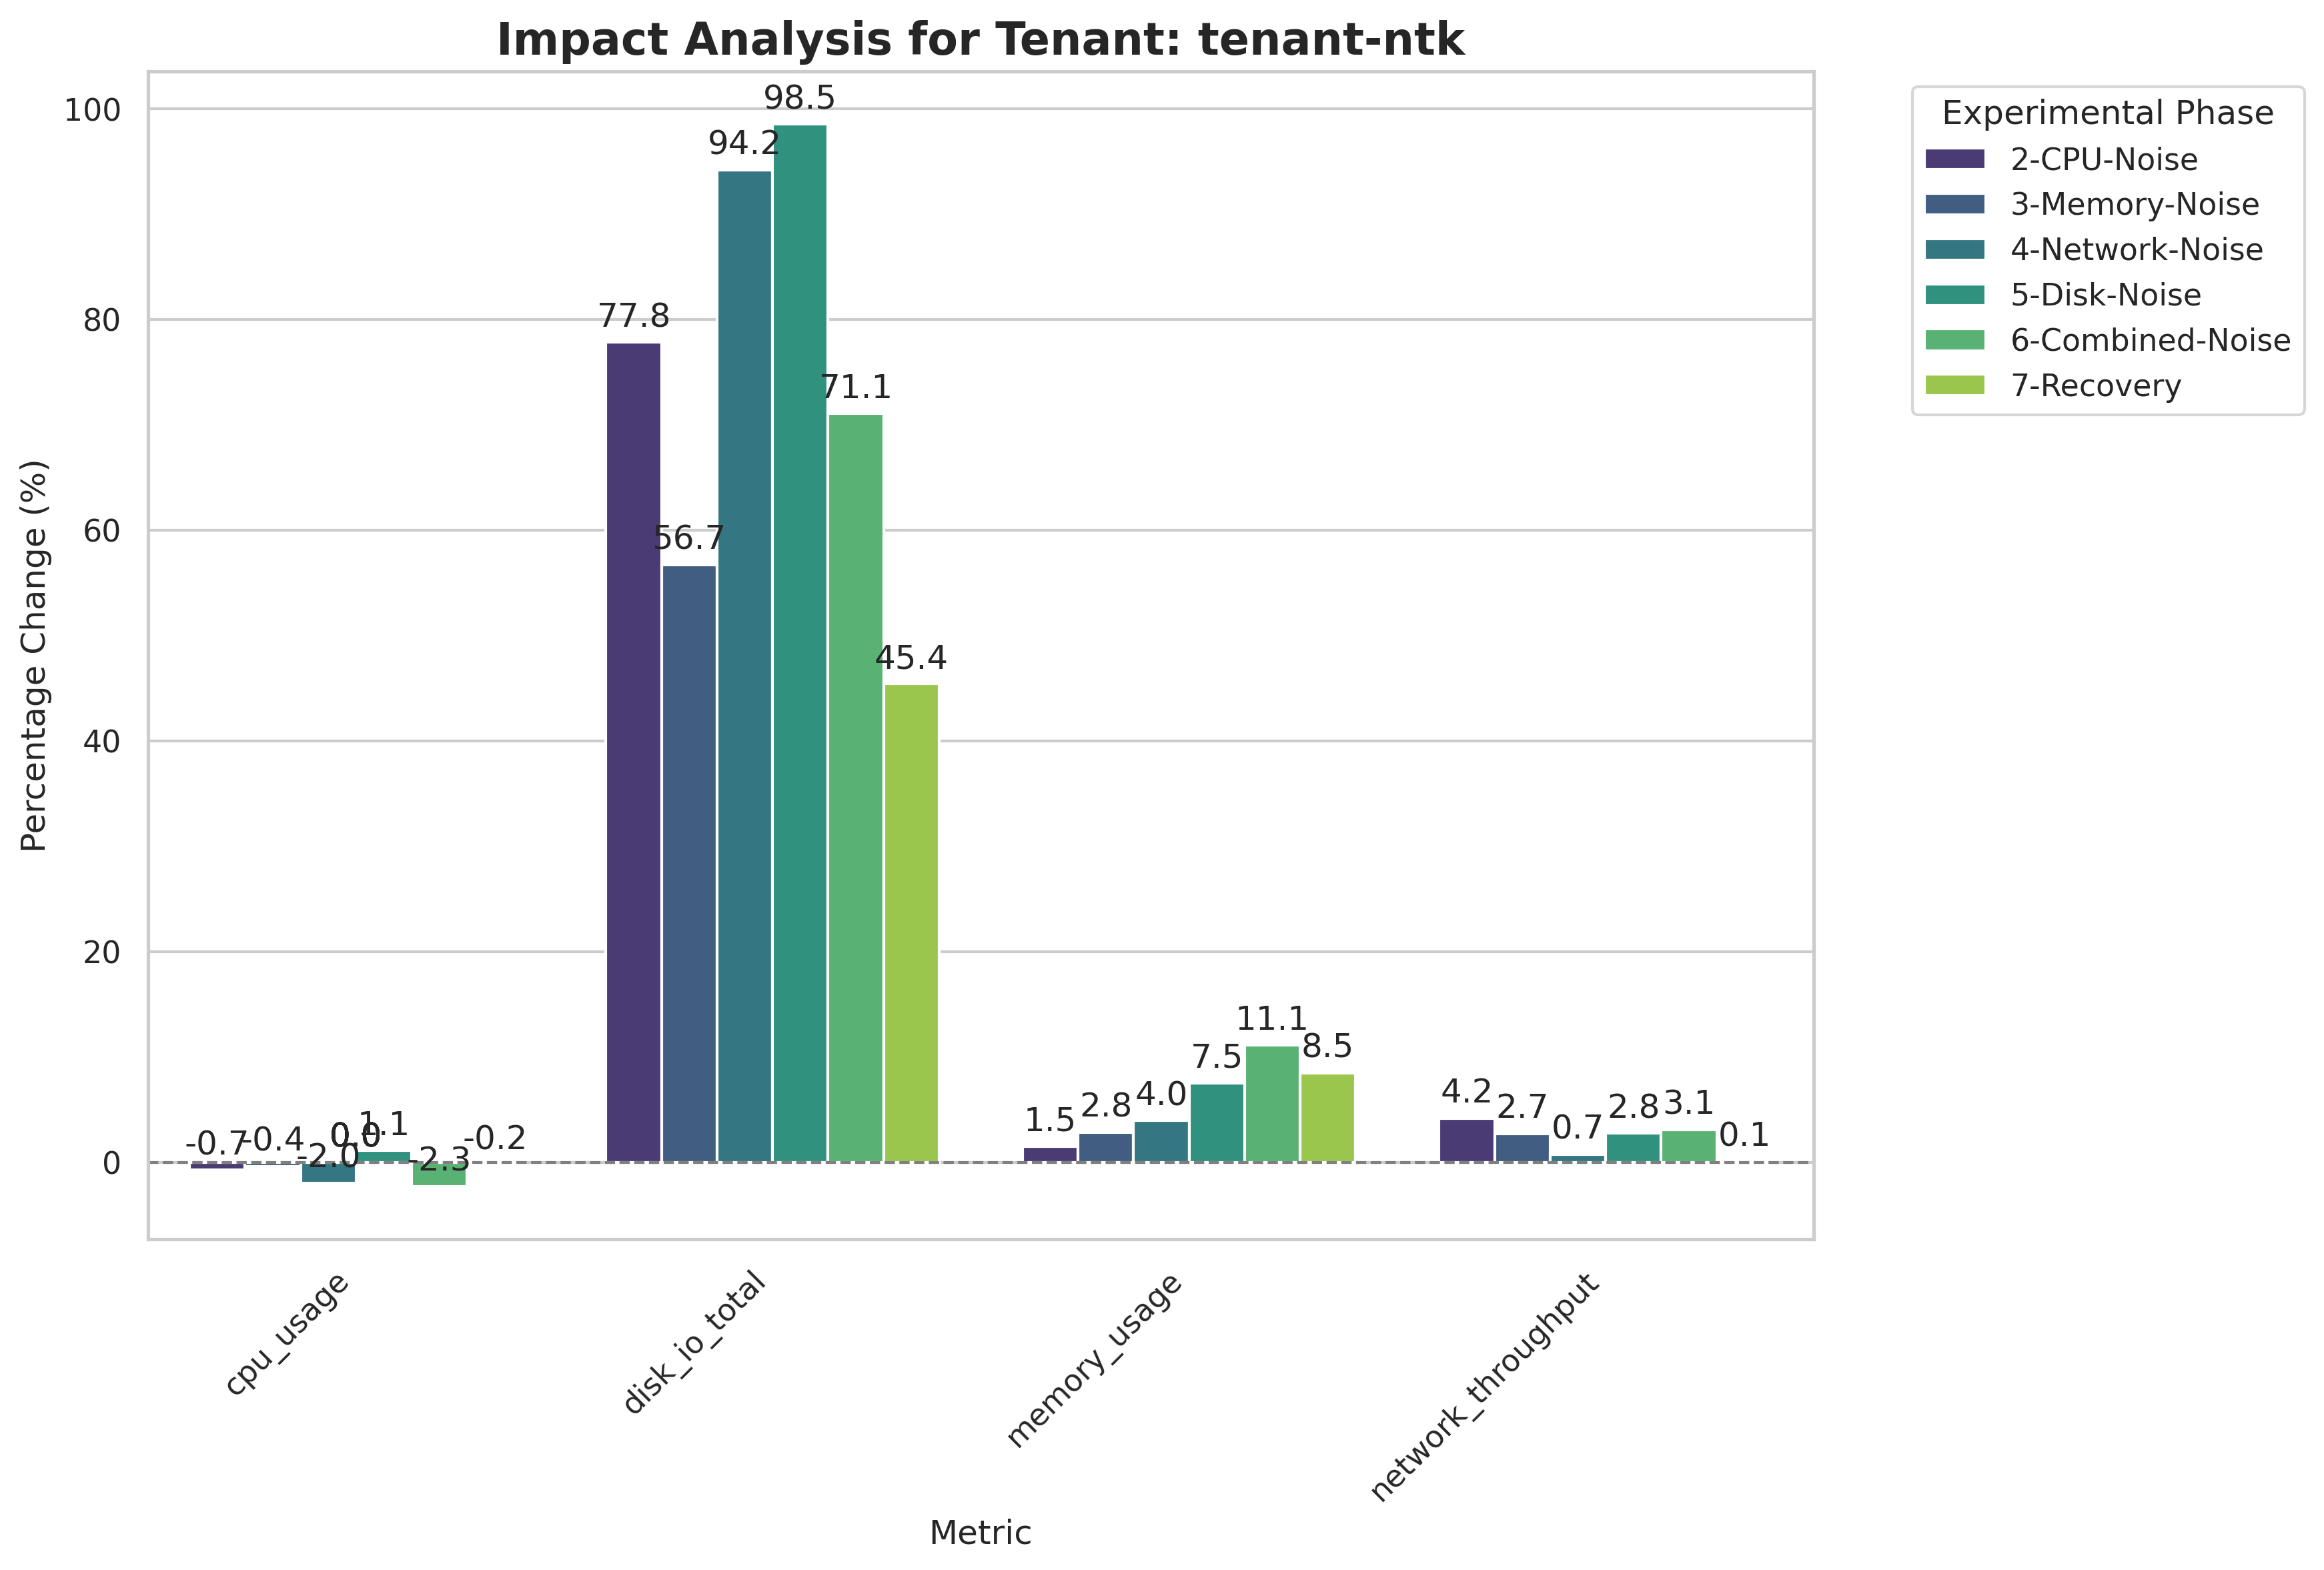 Impact Analysis for Tenant: tenant-ntk
Percentage Change (%)
100
80
60
40
20
0
-0.7
-0.4
-2.0
0.0
1.1
-2.3
-0.2
77.8
56.7
94.2
98.5
71.1
45.4
1.5
2.8
4.0
7.5
11.1
8.5
4.2
2.7
0.7
2.8
3.1
0.1
cpu_usage
disk_io_total
memory_usage
network_throughput
Metric
Experimental Phase
2-CPU-Noise
3-Memory-Noise
4-Network-Noise
5-Disk-Noise
6-Combined-Noise
7-Recovery